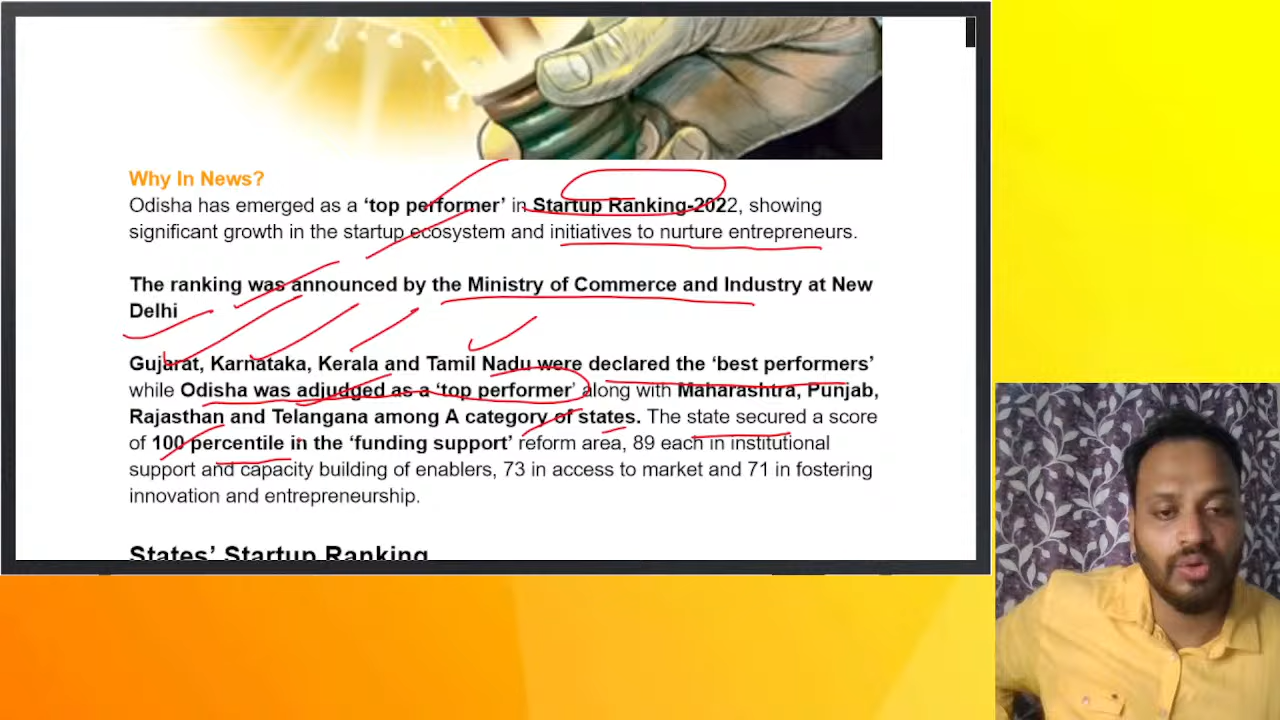 Why In News?
Odisha has emerged as a ‘top performer’ in Startup Ranking-2022, showing
significant growth in the startup ecosystem and initiatives to nurture entrepreneurs.
The ranking was announced by the Ministry of Commerce and Industry at New
Delhi
Gujarat, Karnataka, Kerala and Tamil Nadu were declared the ‘best performers’
while Odisha was adjudged as a ‘top performer’ along with Maharashtra, Punjab,
Rajasthan and Telangana among A category of states. The state secured a score
of 100 percentile in the ‘funding support’ reform area, 89 each in institutional
support and capacity building of enablers, 73 in access to market and 71 in fostering
innovation and entrepreneurship.
States’ Startup Ranking